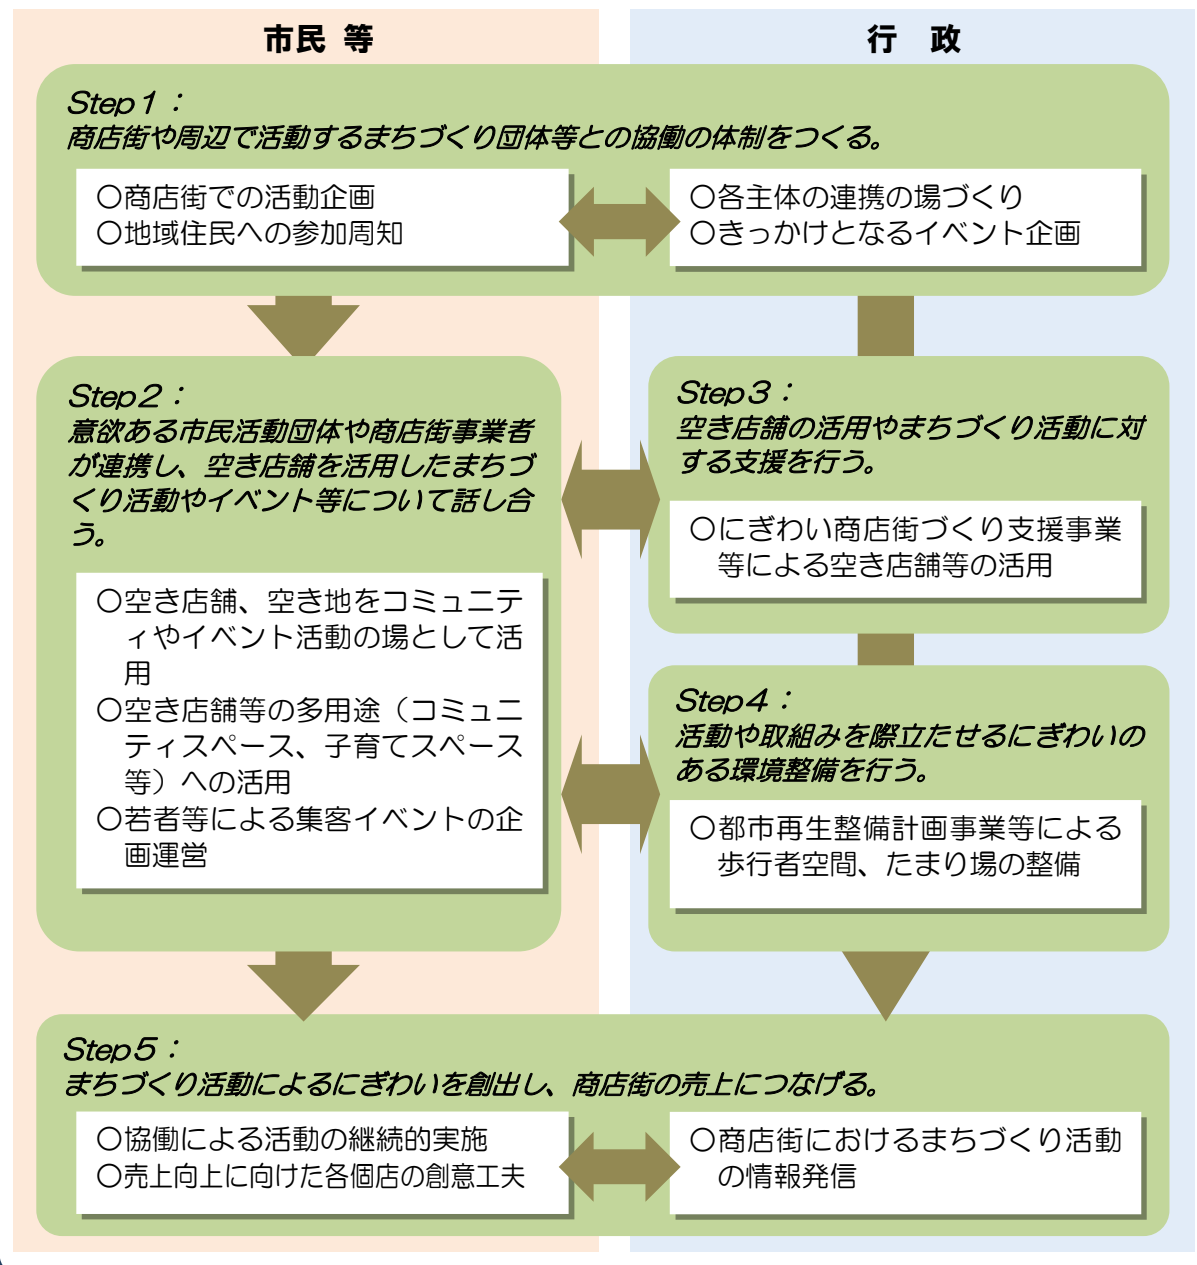 市民 等
行　政
Step1：
商店街や周辺で活動するまちづくり団体等との協働の体制をつくる。
○商店街での活動企画
○地域住民への参加周知
○各主体の連携の場づくり
○きっかけとなるイベント企画
Step2：
意欲ある市民活動団体や商店街事業者
が連携し、空き店舗を活用したまちづ
くり活動やイベント等について話し合
う。
○空き店舗、空き地をコミュニテ
ィやイベント活動の場として活
用
○空き店舗等の多用途（コミュニ
ティスペース、子育てスペース
等）への活用
○若者等による集客イベントの企
画運営
Step3：
空き店舗の活用やまちづくり活動に対
する支援を行う。
○にぎわい商店街づくり支援事業
等による空き店舗等の活用
Step4：
活動や取組みを際立たせるにぎわいの
ある環境整備を行う。
○都市再生整備計画事業等による
歩行者空間、たまり場の整備
Step5：
まちづくり活動によるにぎわいを創出し、商店街の売上につなげる。
○協働による活動の継続的実施
○売上向上に向けた各個店の創意工夫
○商店街におけるまちづくり活動
の情報発信